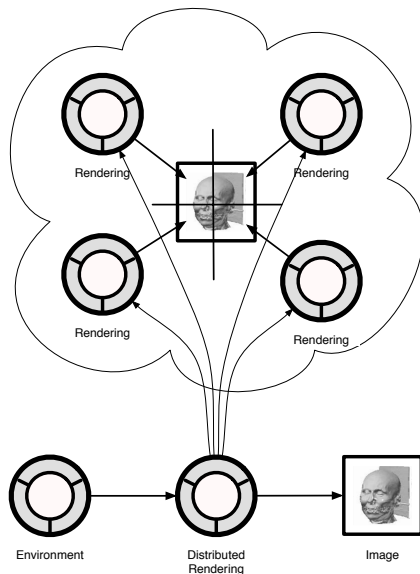 Rendering
Rendering
Rendering
Rendering
Environment
Distributed
Rendering
Image